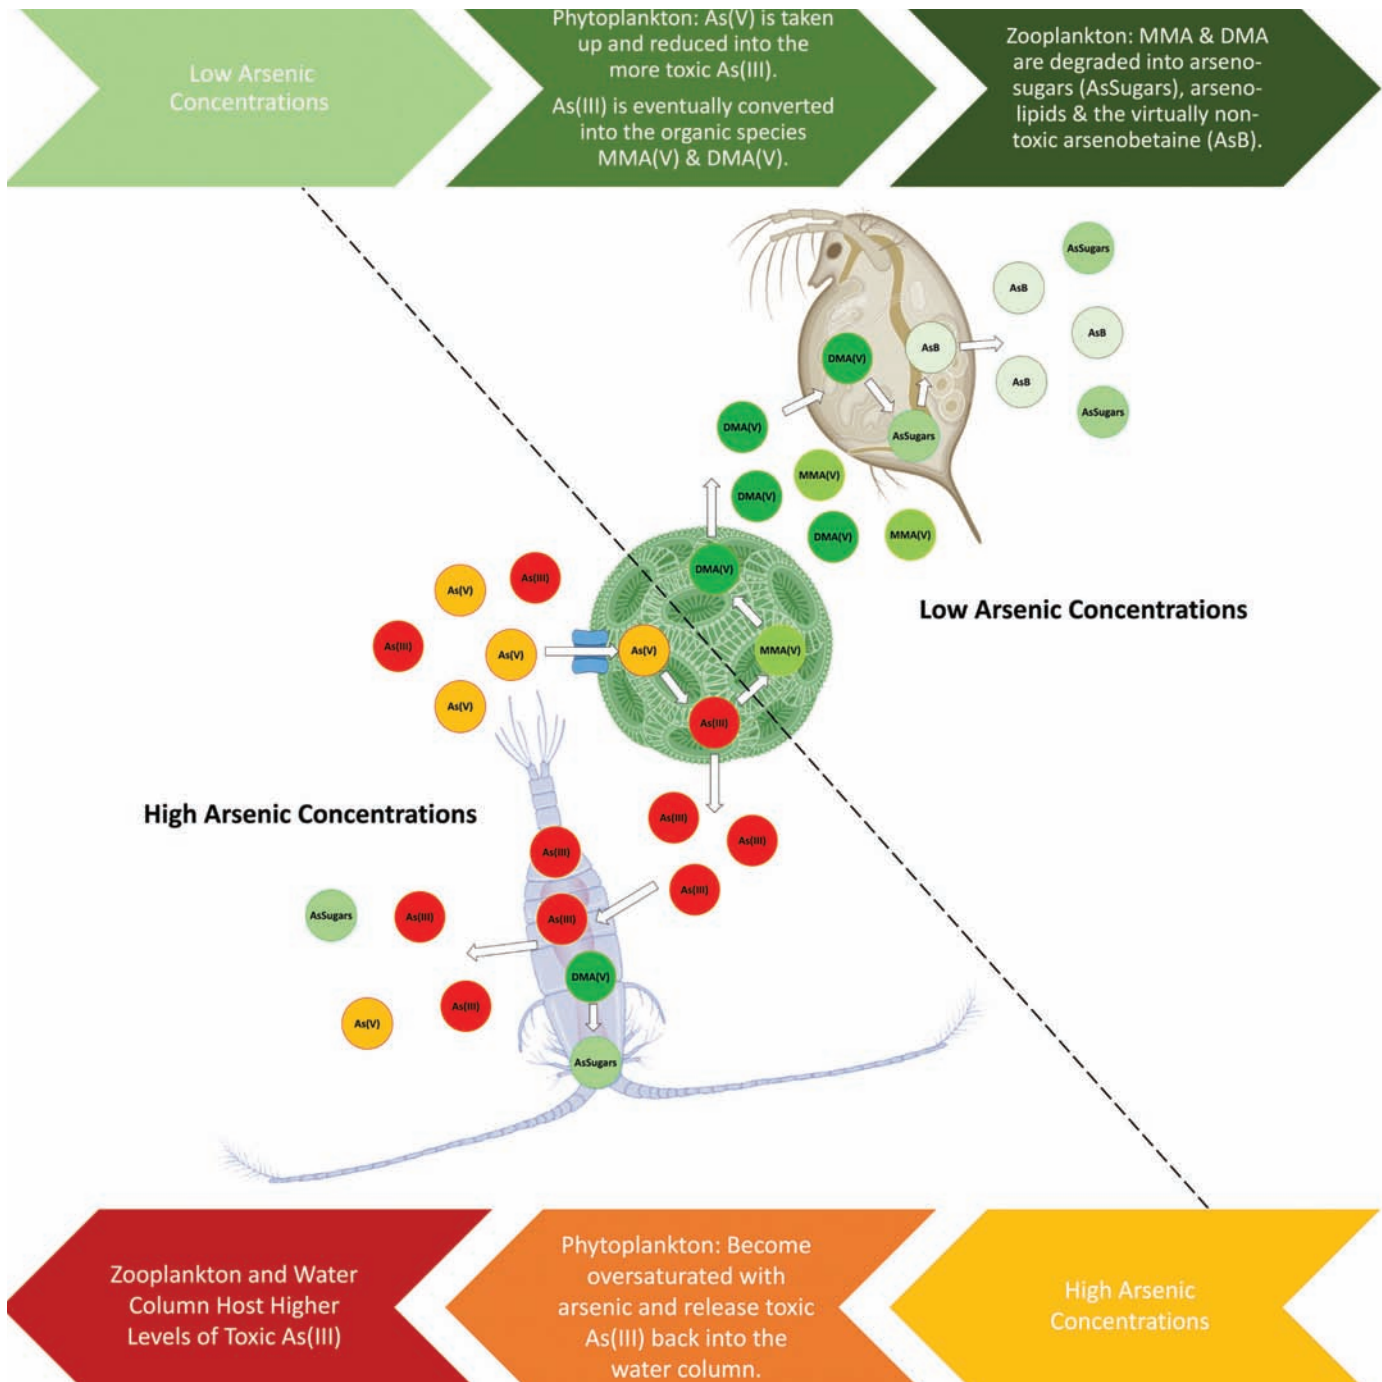 Low Arsenic
Concentrations
Phytoplankton: As(V) is taken
up and reduced into the
more toxic As(III).
As(III) is eventually converted
into the organic species
MMA(V) & DMA(V).
Zooplankton: MMA & DMA
are degraded into arseno-
sugars (AsSugars), arseno-
lipids & the virtually non-
toxic arsenobetaine (AsB).
AsSugars
AsB
AsB
AsB
AsB
AsSugars
DMA(V)
AsSugars
DMA(V)
MMA(V)
DMA(V)
DMA(V)
MMA(V)
DMA(V)
Low Arsenic Concentrations
As(V)
As(III)
As(III)
As(V)
As(V)
As(V)
MMA(V)
As(III)
High Arsenic Concentrations
As(III)
As(III)
As(III)
As(III)
As(III)
AsSugars
As(III)
DMA(V)
As(III)
As(V)
AsSugars
Zooplankton and Water
Column Host Higher
Levels of Toxic As(III)
Phytoplankton: Become
oversaturated with
arsenic and release toxic
As(III) back into the
water column.
High Arsenic
Concentrations